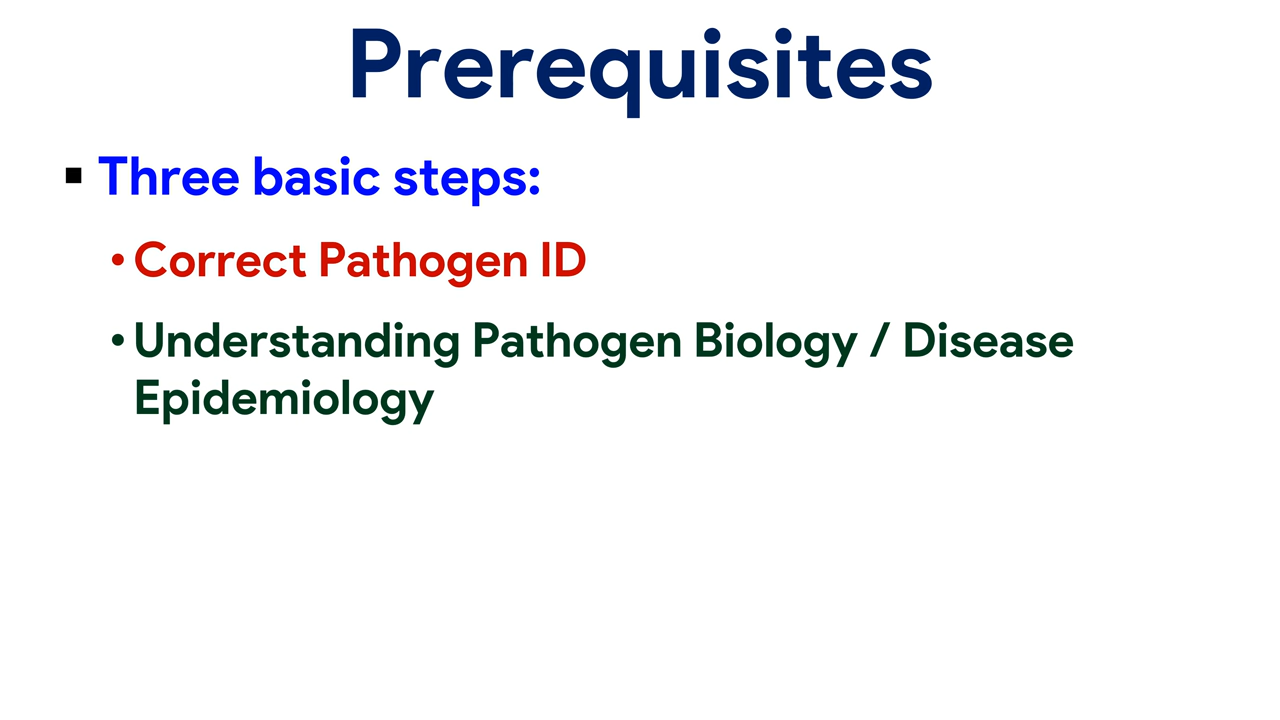 Prerequisites
▪ Three basic steps:
• Correct Pathogen ID
• Understanding Pathogen Biology / Disease
Epidemiology